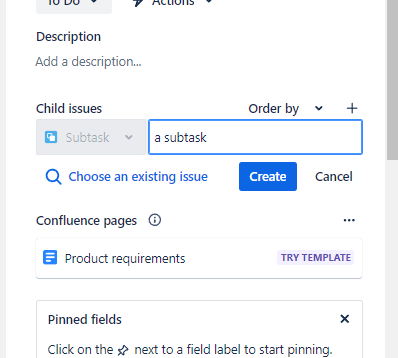 To Do Actions
Description
Add a description...
Child issues Order by
Subtask a subtask
Choose an existing issue Create Cancel
Confluence pages
Product requirements TRY TEMPLATE
Pinned fields
Click on the next to a field label to start pinning.